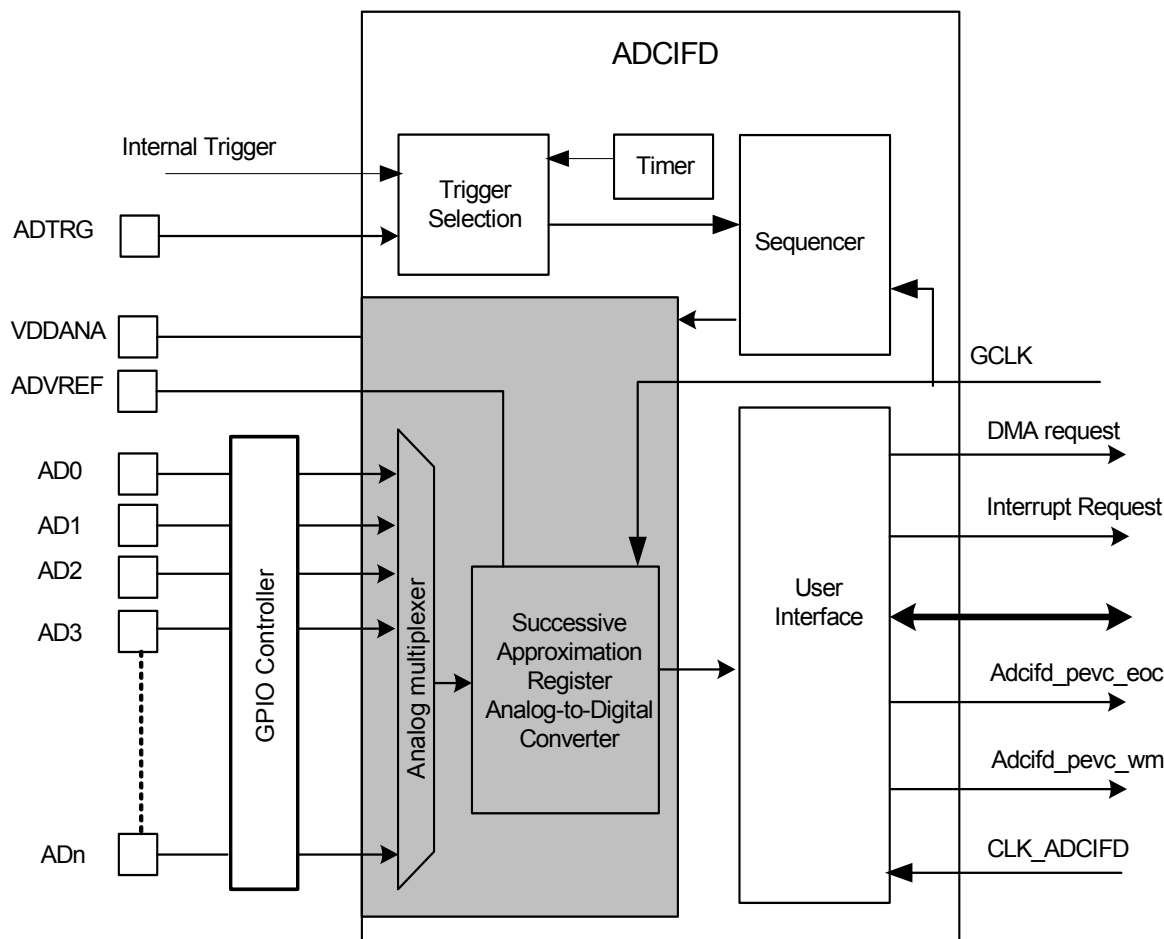 ADCIFD
Internal Trigger
Trigger
Selection
Timer
ADTRG
Sequencer
VDDANA
GCLK
ADVREF
DMA request
AD0
Interrupt Request
AD1
AD2
AD3
User
Interface
GPIO Controller
Analog multiplexer
Successive
Approximation
Register
Analog-to-Digital
Converter
Adcifd_pevc_eoc
Adcifd_pevc_wm
ADn
CLK_ADCIFD